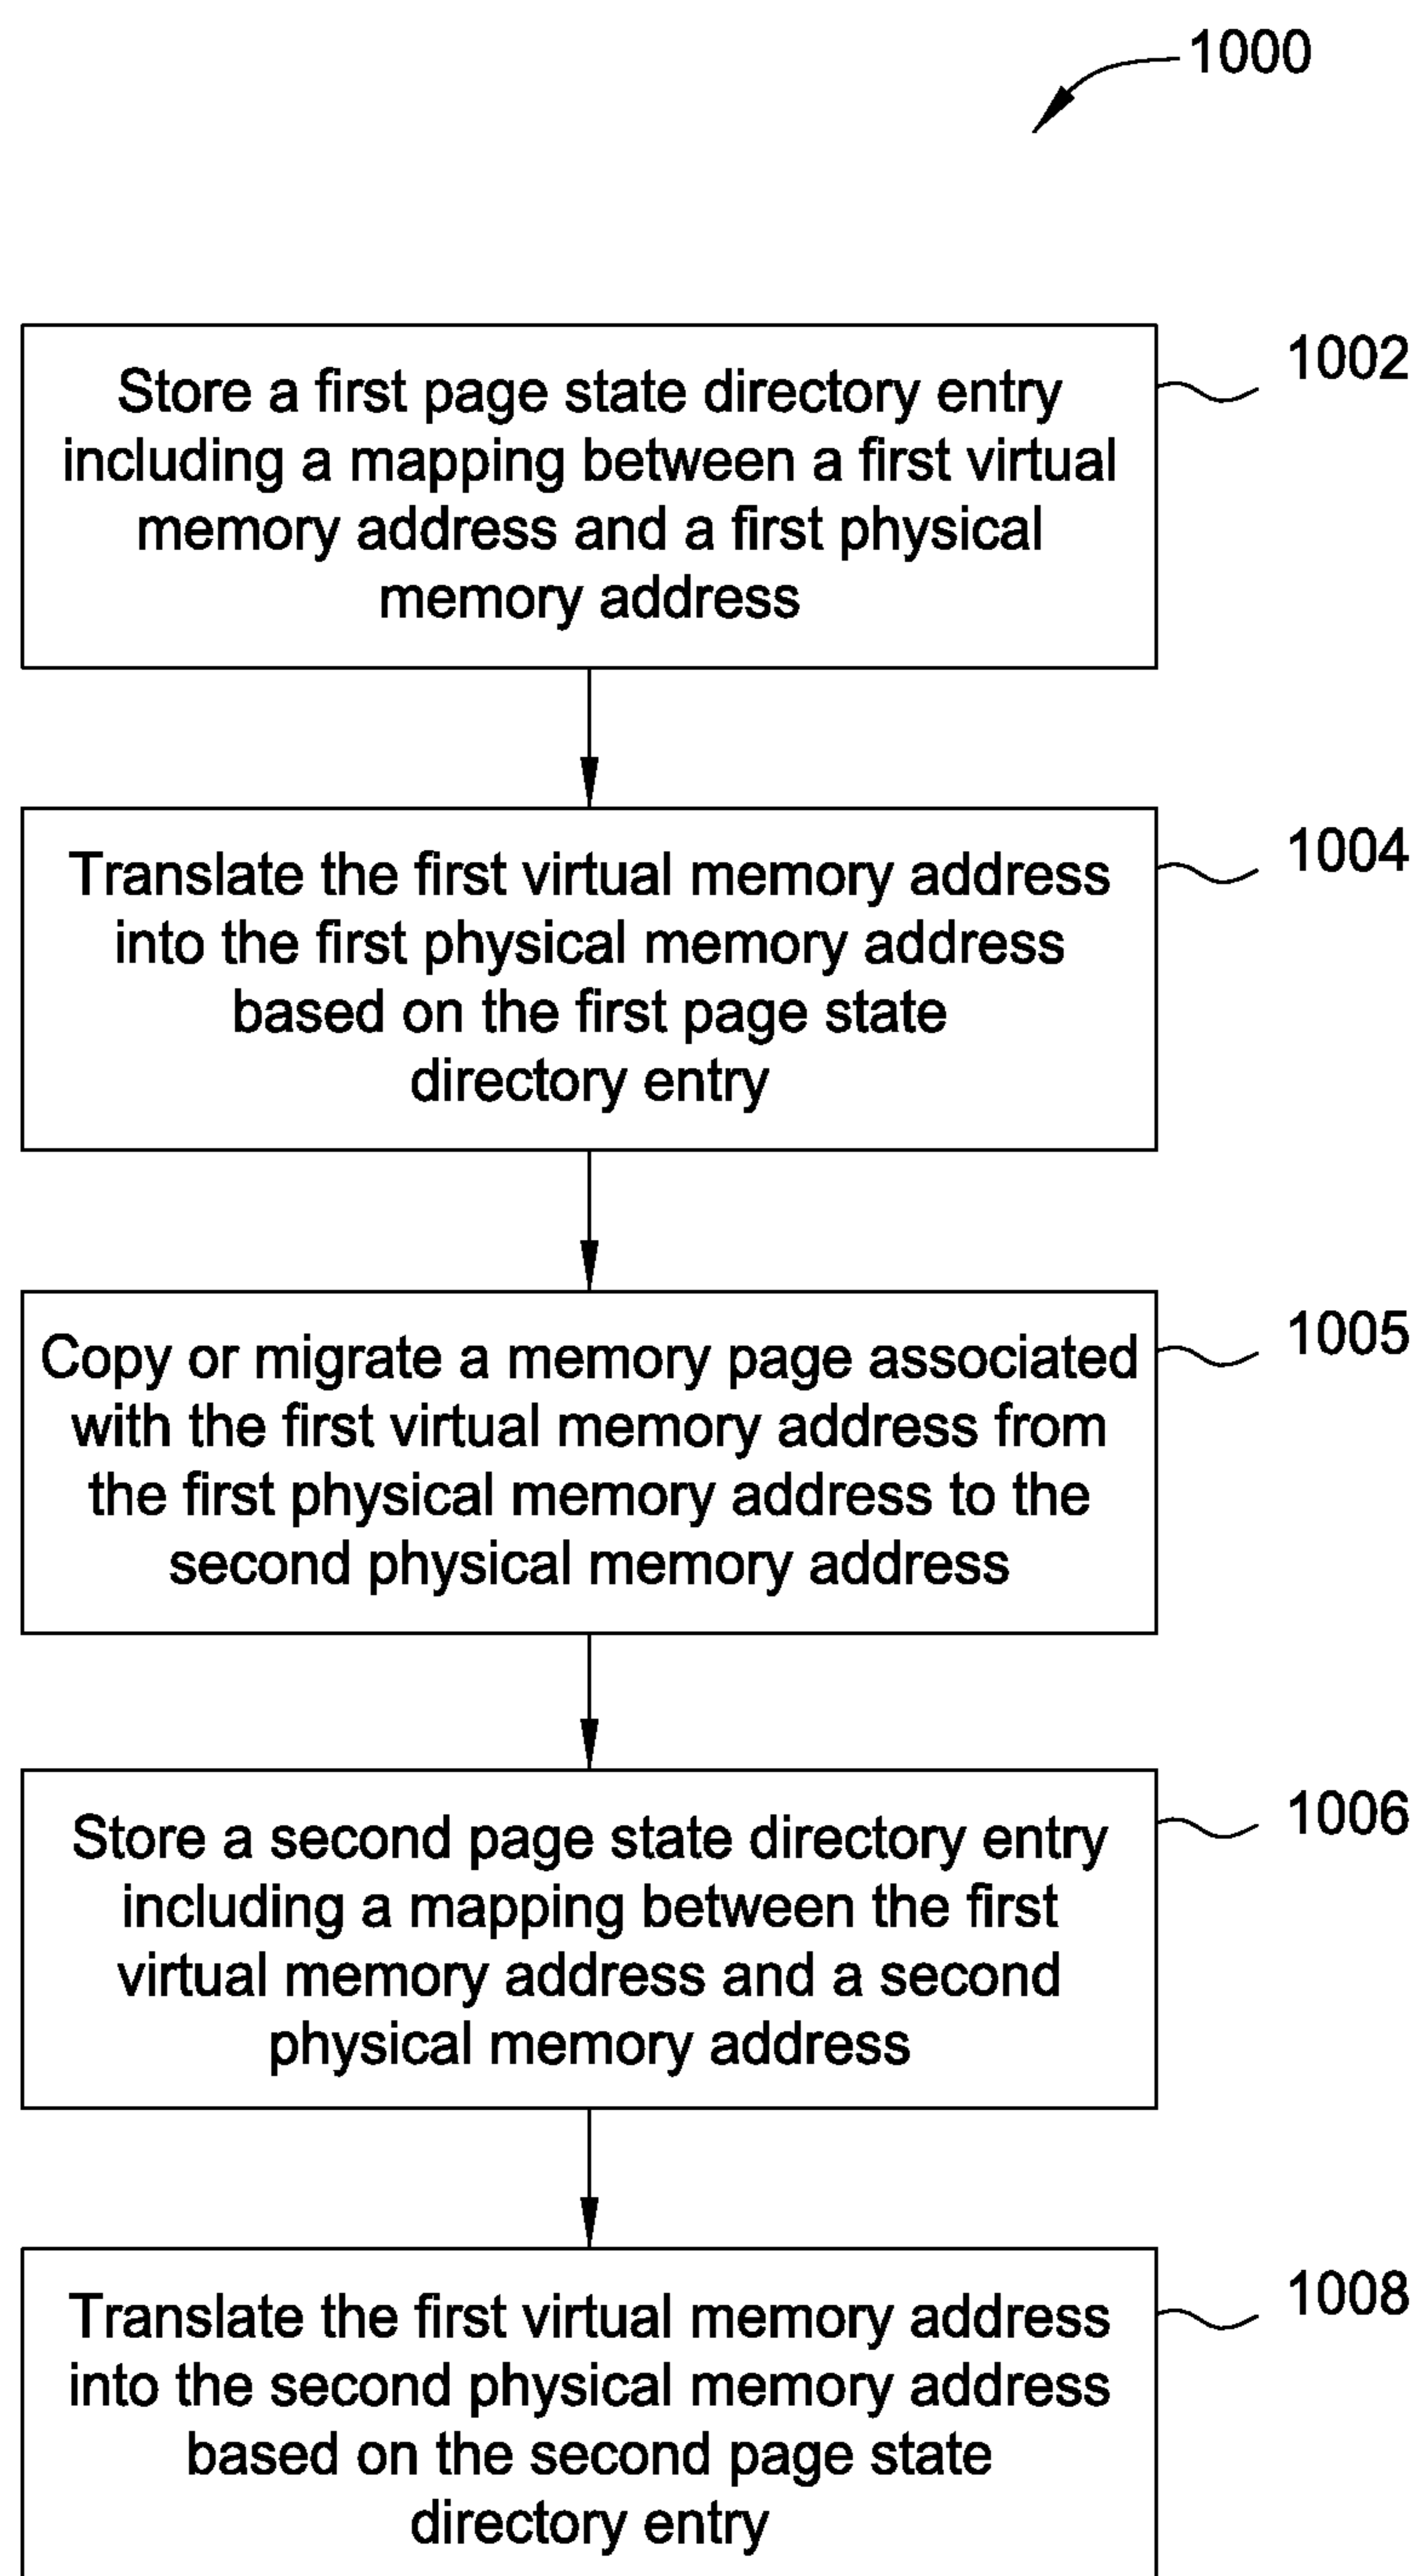 1000
Store a first page state directory entry
including a mapping between a first virtual
memory address and a first physical
memory address
1002
Translate the first virtual memory address
into the first physical memory address
based on the first page state
directory entry
1004
Copy or migrate a memory page associated
with the first virtual memory address from
the first physical memory address to the
second physical memory address
1005
Store a second page state directory entry
including a mapping between the first
virtual memory address and a second
physical memory address
1006
Translate the first virtual memory address
into the second physical memory address
based on the second page state
directory entry
1008